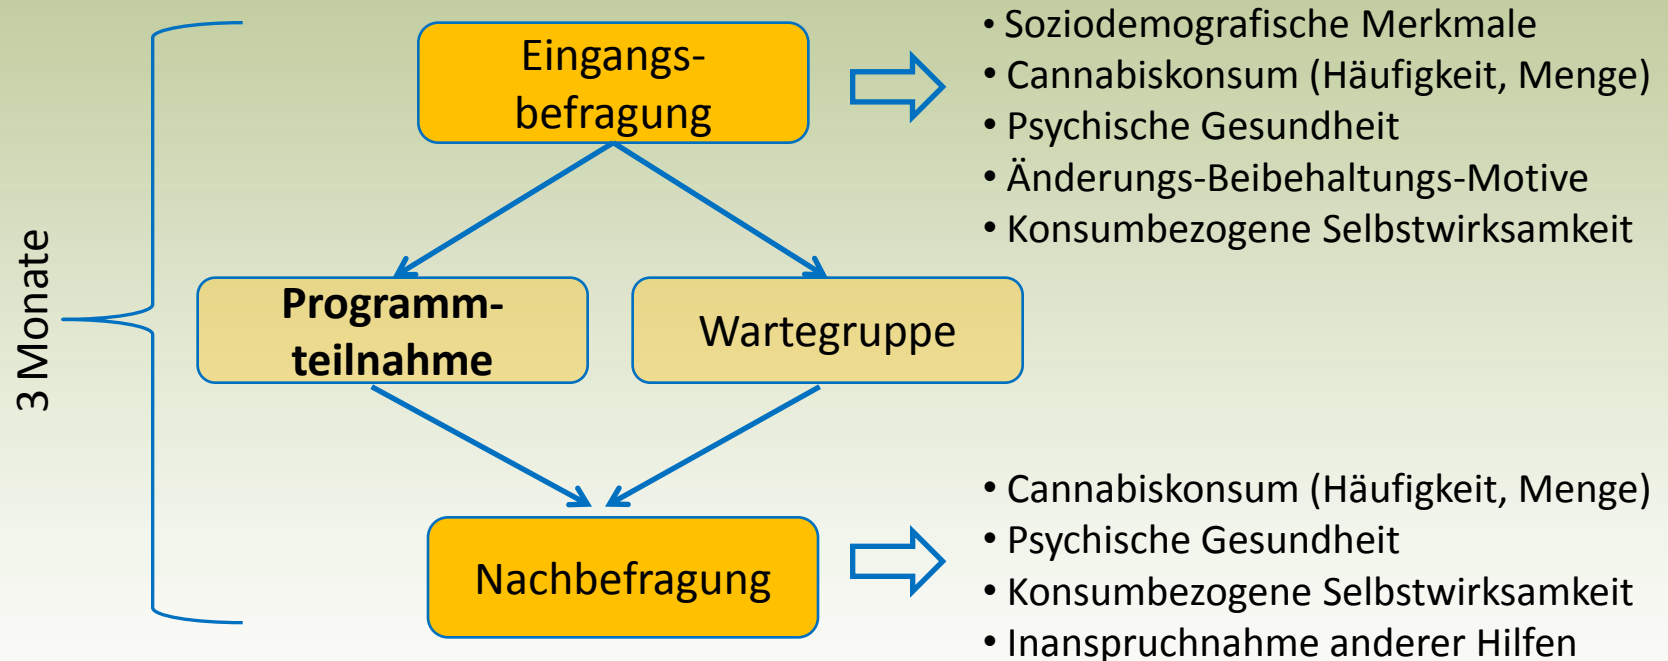 3 Monate
Eingangs-
befragung
• Soziodemografische Merkmale
• Cannabiskonsum (Häufigkeit, Menge)
• Psychische Gesundheit
• Änderungs-Beibehaltungs-Motive
• Konsumbezogene Selbstwirksamkeit
Programm-
teilnahme
Wartegruppe
Nachbefragung
• Cannabiskonsum (Häufigkeit, Menge)
• Psychische Gesundheit
• Konsumbezogene Selbstwirksamkeit
• Inanspruchnahme anderer Hilfen